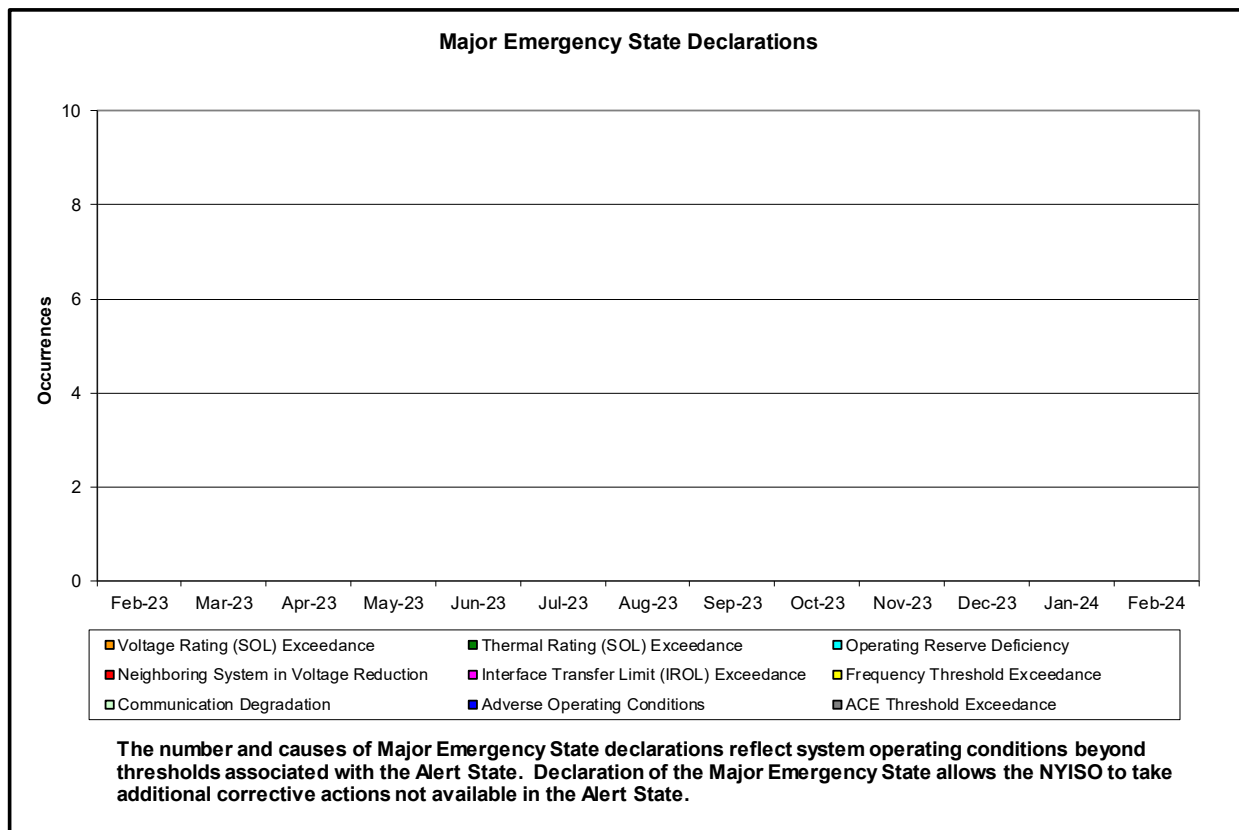 Major Emergency State Declarations
10
8
6
4
2
0
Occurrences
Feb-23 Mar-23 Apr-23 May-23 Jun-23 Jul-23 Aug-23 Sep-23 Oct-23 Nov-23 Dec-23 Jan-24 Feb-24
Voltage Rating (SOL) Exceedance Thermal Rating (SOL) Exceedance Operating Reserve Deficiency
Neighboring System in Voltage Reduction Interface Transfer Limit (IROL) Exceedance Frequency Threshold Exceedance
Communication Degradation Adverse Operating Conditions ACE Threshold Exceedance
The number and causes of Major Emergency State declarations reflect system operating conditions beyond
thresholds associated with the Alert State. Declaration of the Major Emergency State allows the NYISO to take
additional corrective actions not available in the Alert State.